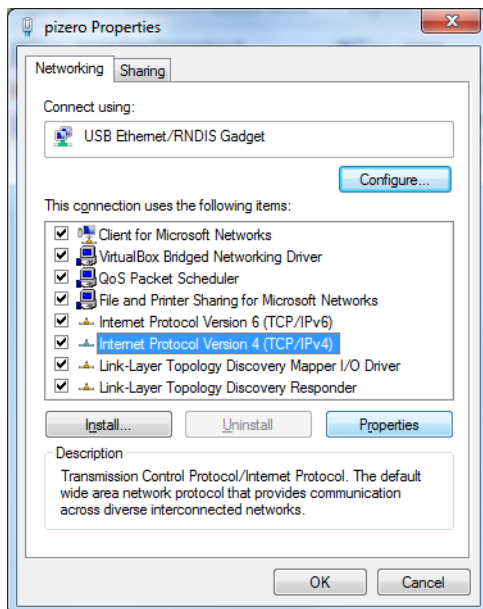 pizero Properties
Networking
Sharing
Connect using:
USB Ethernet/RNDIS Gadget
Configure...
This connection uses the following items:
Client for Microsoft Networks
VirtualBox Bridged Networking Driver
QoS Packet Scheduler
File and Printer Sharing for Microsoft Networks
Internet Protocol Version 6 (TCP/IPv6)
Internet Protocol Version 4 (TCP/IPv4)
Link-Layer Topology Discovery Mapper I/O Driver
Link-Layer Topology Discovery Responder
Install...
Uninstall
Properties
Description
Transmission Control Protocol/Internet Protocol. The default
wide area network protocol that provides communication
across diverse interconnected networks.
OK
Cancel